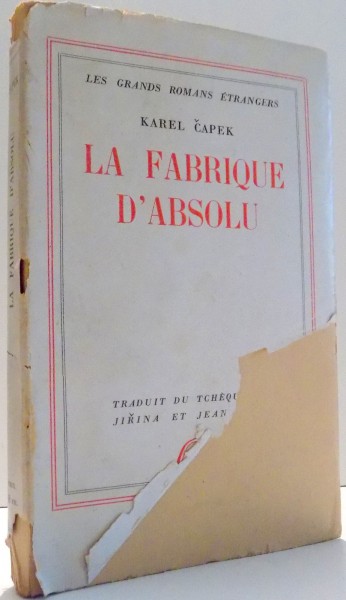 LES GRANDS ROMANS ÉTRANGERS
KAREL ČAPEK
LA FABRIQUE
D'ABSOLU
TRADUIT DU TCHÈQU
JIŘINA ET JEAN
LA FABRIQUE D'ABSOLU